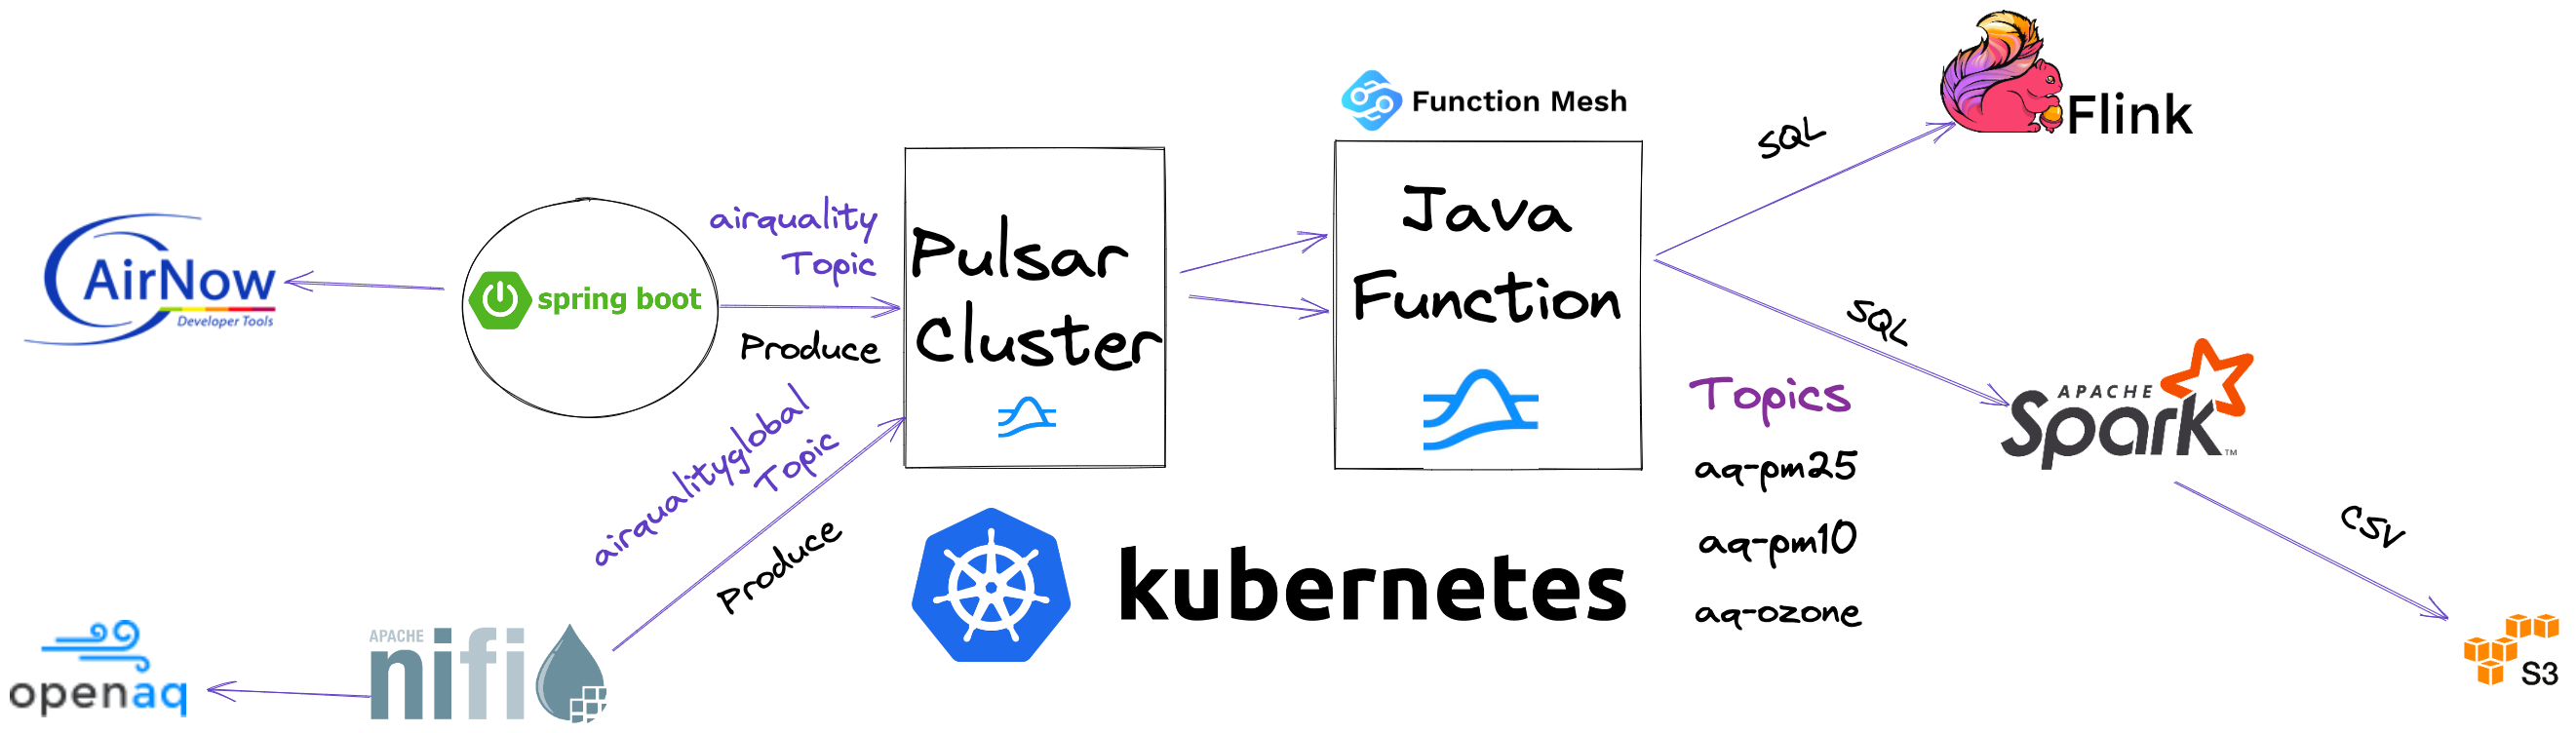 AirNow
Developer Tools
spring boot
airquality
Topic
Produce
airqualityglobal
Topic
Produce
openaq
APACHE
nifi
Pulsar
Cluster
kubernetes
Function Mesh
Java
Function
SQL
Flink
SQL
APACHE
Spark™
Topics
aq-pm25
aq-pm10
aq-ozone
CSV
S3